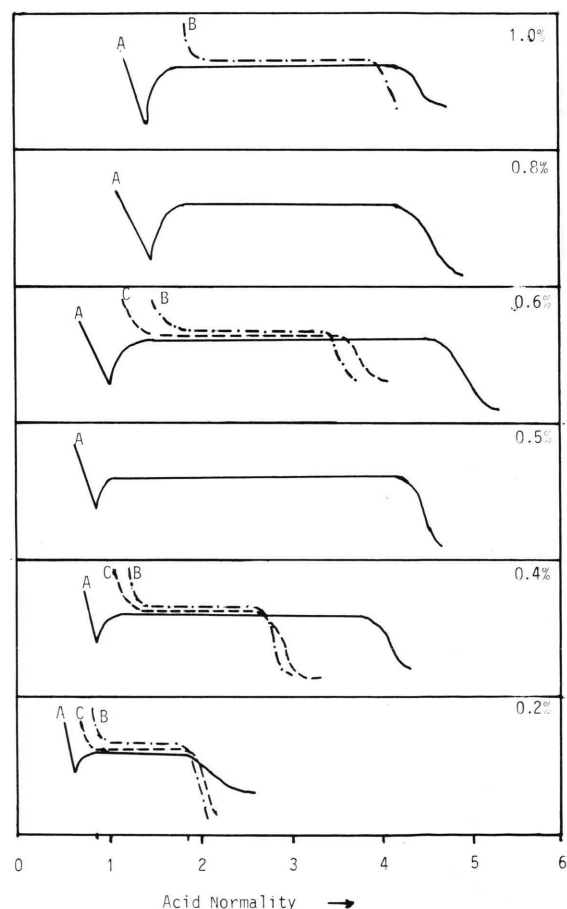 B
A
1.0%
A
0.8%
C B
A
0.6%
A
0.5%
C B
A
0.4%
A C B
0.2%
0 1 2 3 4 5 6
Acid Normality →